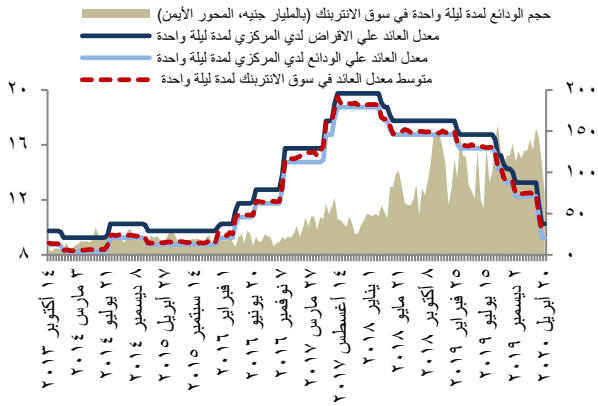 حجم الودائع لمدة ليلة واحدة في سوق الانتربنك (بالمليار جنيه، المحور الأيمن)
معدل العائد علي الاقراض لدي المركزي لمدة ليلة واحدة
معدل العائد علي الودائع لدي المركزي لمدة ليلة واحدة
متوسط معدل العائد في سوق الانتربنك لمدة ليلة واحدة
٢٠
١٦
١٢
٨
٢٠٠
١٥٠
١٠٠
٥٠
٠
١٤ أكتوبر ٢٠١٣
٣ مارس ٢٠١٤
٢١ يوليو ٢٠١٤
٨ ديسمبر ٢٠١٤
٢٧ أبريل ٢٠١٥
١٤ سبتمبر ٢٠١٥
١ فبراير ٢٠١٦
٢٠ يونيو ٢٠١٦
٧ نوفمبر ٢٠١٦
٢٧ مارس ٢٠١٧
١٤ أغسطس ٢٠١٧
١ يناير ٢٠١٨
٢١ مايو ٢٠١٨
٨ أكتوبر ٢٠١٨
٢٥ فبراير ٢٠١٩
١٥ يوليو ٢٠١٩
٢ ديسمبر ٢٠١٩
٢٠ أبريل ٢٠٢٠